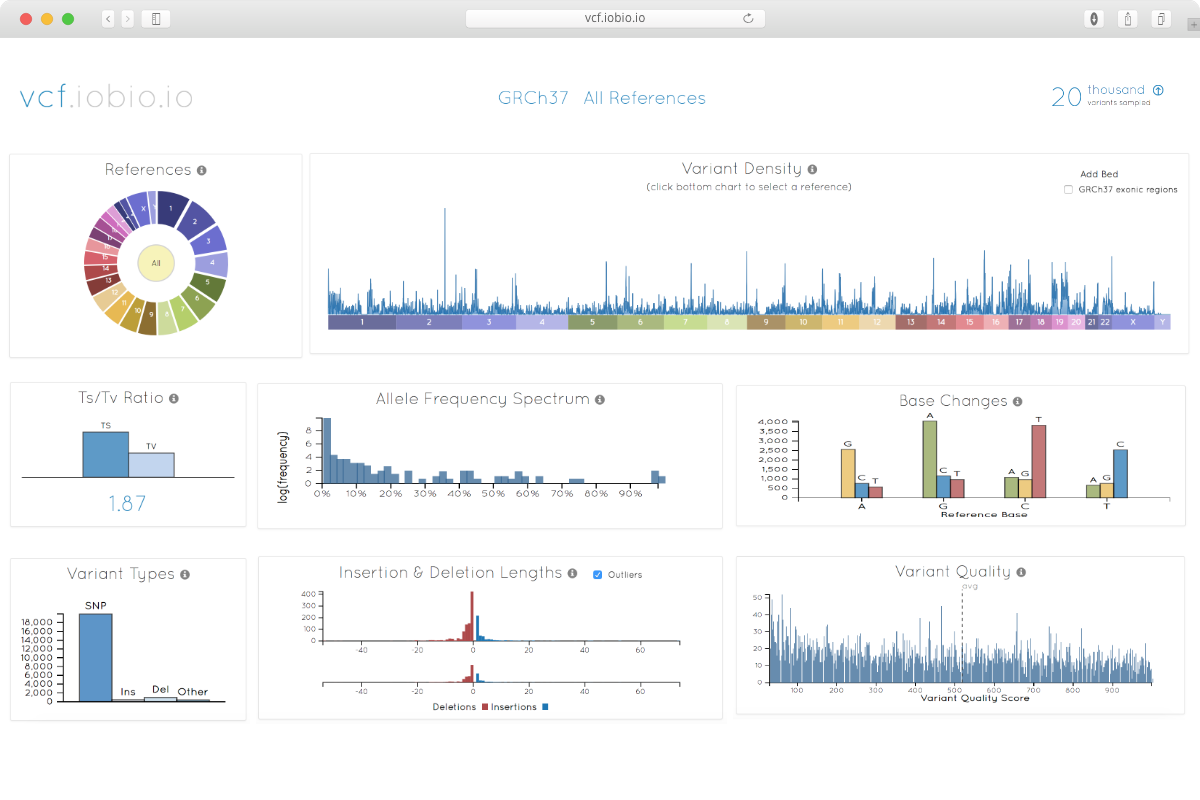 vcf.iobio.io
vcf.iobio.io
GRCh37 All References
20 thousand
variants sampled
References
1
2
3
4
5
6
7
8
9
10
11
12
13
14
15
16
X
All
Variant Density
(click bottom chart to select a reference)
Add Bed
GRCh37 exonic regions
1 2 3 4 5 6 7 8 9 10 11 12 13 14 15 16 17 18 19 20 21 22 X Y
Ts/Tv Ratio
TS
TV
1.87
Allele Frequency Spectrum
log(frequency)
8
6
4
2
0
0% 10% 20% 30% 40% 50% 60% 70% 80% 90%
Base Changes
4,000
3,500
3,000
2,500
2,000
1,500
1,000
500
0
G C T
A C T
A G T
A G C
A G C T
Reference Base
Variant Types
18,000
16,000
14,000
12,000
10,000
8,000
6,000
4,000
2,000
0
SNP
Ins Del Other
Insertion & Deletion Lengths
Outliers
400
300
200
100
0
-40 -20 0 20 40 60
-40 -20 0 20 40 60
Deletions Insertions
Variant Quality
avg
50
40
30
20
10
0
100 200 300 400 500 600 700 800 900
Variant Quality Score